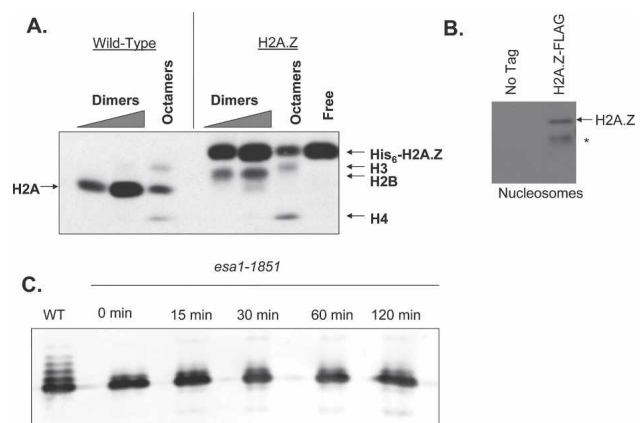 A.
Wild-Type
H2A.Z
Dimers
Octamers
Dimers
Octamers
Free
H2A
His6-H2A.Z
H3
H2B
H4
B.
No Tag
H2A.Z-FLAG
H2A.Z
*
Nucleosomes
esa1-1851
C.
WT 0 min 15 min 30 min 60 min 120 min